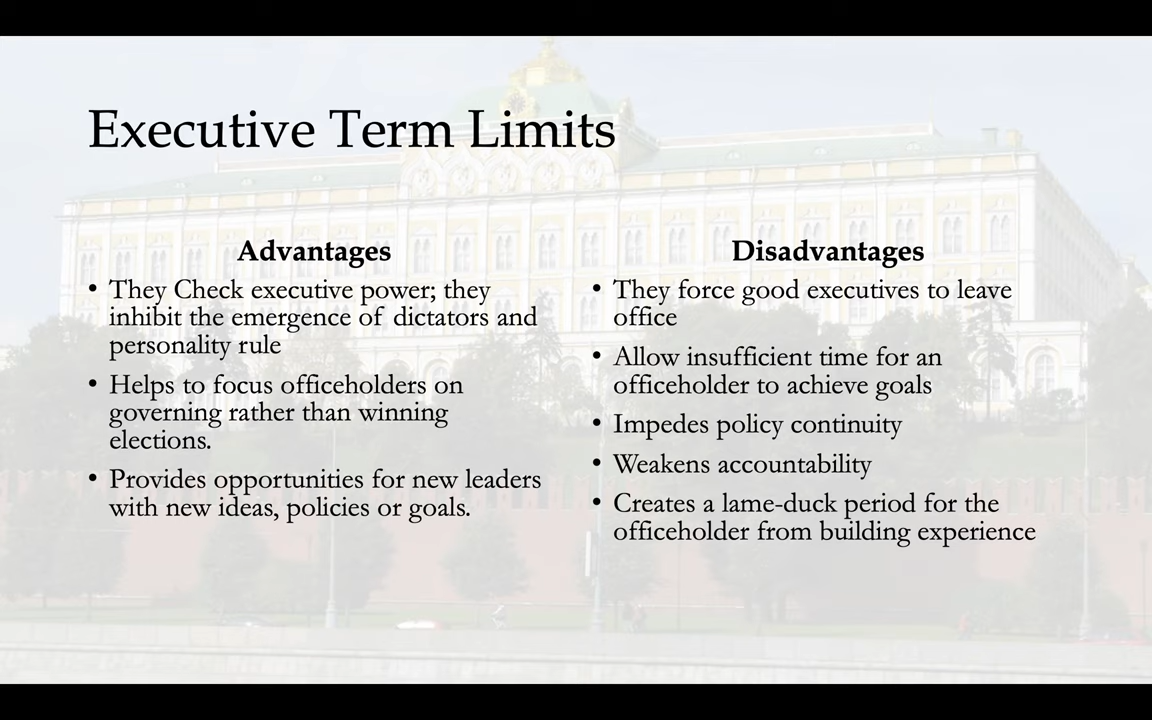 Executive Term Limits
Advantages
• They Check executive power; they
inhibit the emergence of dictators and
personality rule
• Helps to focus officeholders on
governing rather than winning
elections.
• Provides opportunities for new leaders
with new ideas, policies or goals.
Disadvantages
• They force good executives to leave
office
• Allow insufficient time for an
officeholder to achieve goals
• Impedes policy continuity
• Weakens accountability
• Creates a lame-duck period for the
officeholder from building experience